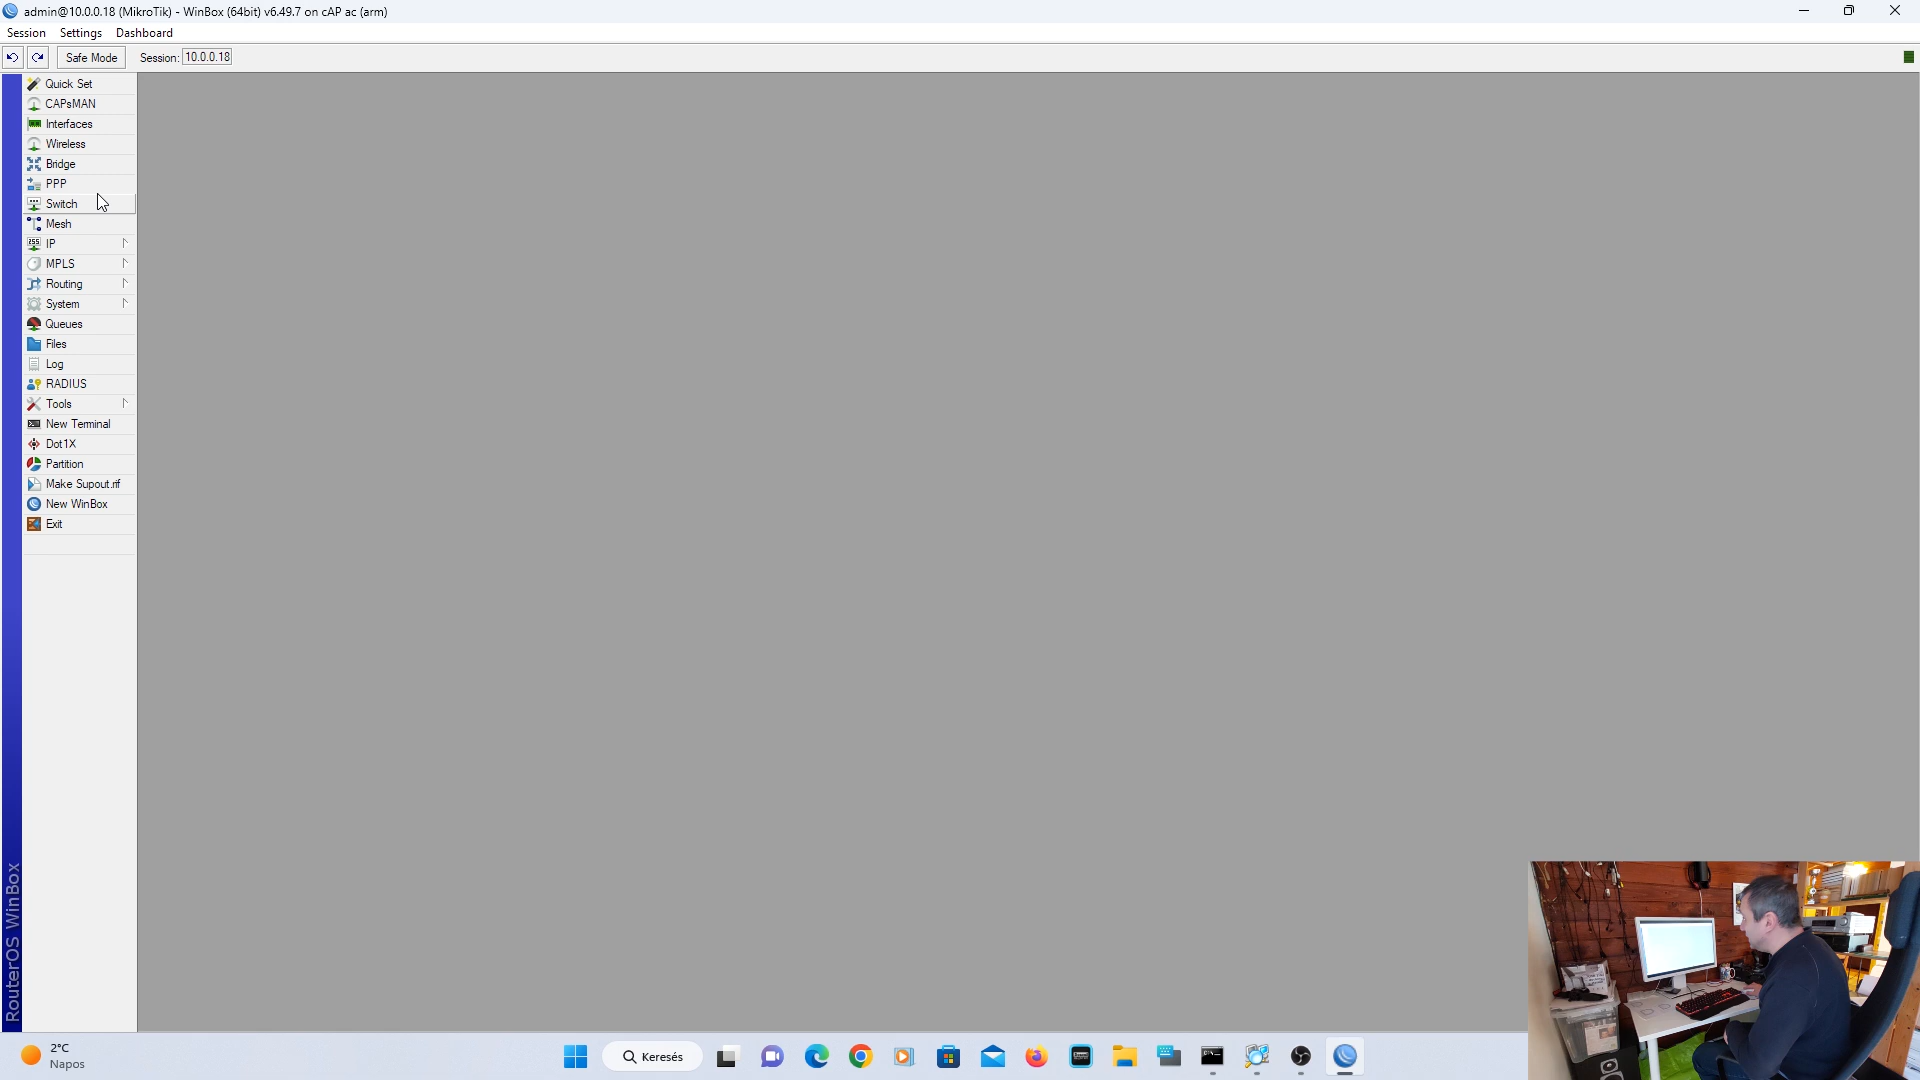 admin@10.0.0.18 (MikroTik) - WinBox (64bit) v6.49.7 on cAP ac (arm)
Session Settings Dashboard
Safe Mode Session: 10.0.0.18
Quick Set
CAPsMAN
Interfaces
Wireless
Bridge
PPP
Switch
Mesh
IP
MPLS
Routing
System
Queues
Files
Log
RADIUS
Tools
New Terminal
Dot1X
Partition
Make Supout.rif
New WinBox
Exit
RouterOS WinBox
2°C
Napos
Keresés